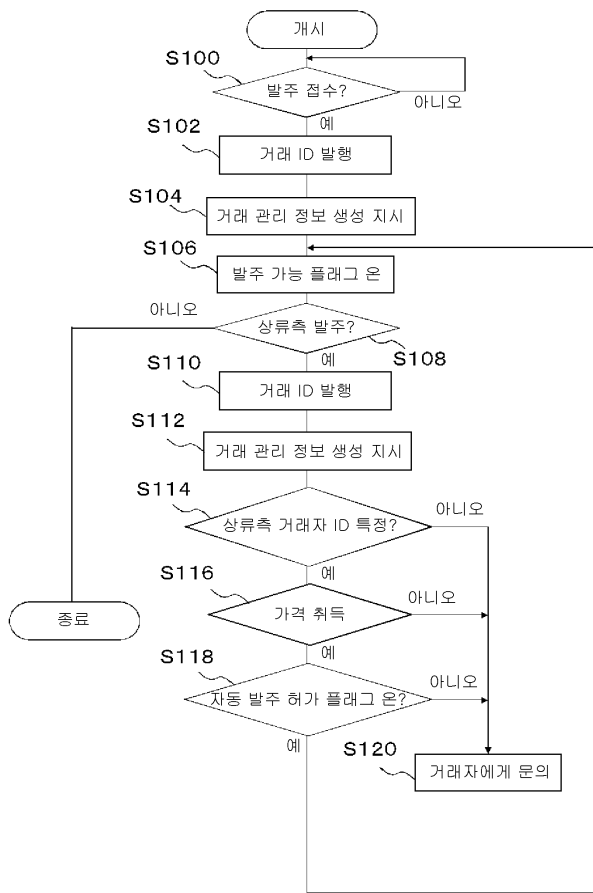 개시
S100
발주 접수?
아니오
예
S102
거래 ID 발행
S104
거래 관리 정보 생성 지시
S106
발주 가능 플래그 온
아니오
상류측 발주?
S108
예
S110
거래 ID 발행
S112
거래 관리 정보 생성 지시
S114
상류측 거래자 ID 특정?
아니오
예
S116
가격 취득
아니오
종료
예
S118
자동 발주 허가 플래그 온?
아니오
예
S120
거래자에게 문의